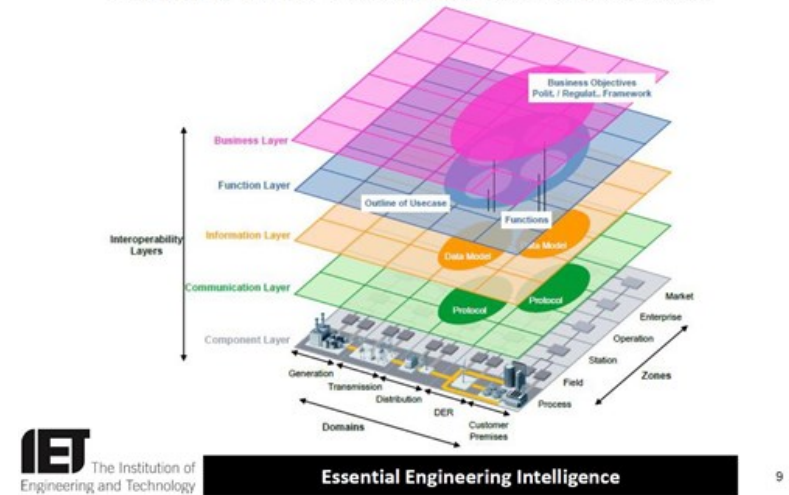 Business Objectives
Polit. / Regulat.. Framework
Business Layer
Function Layer
Outline of Usecase
Functions
Interoperability
Layers
Information Layer
Data Model
Data Model
Communication Layer
Protocol
Protocol
Component Layer
Market
Enterprise
Operation
Station
Field
Process
Zones
Generation
Transmission
Distribution
DER
Customer
Premises
Domains
IET
The Institution of
Engineering and Technology
Essential Engineering Intelligence
9